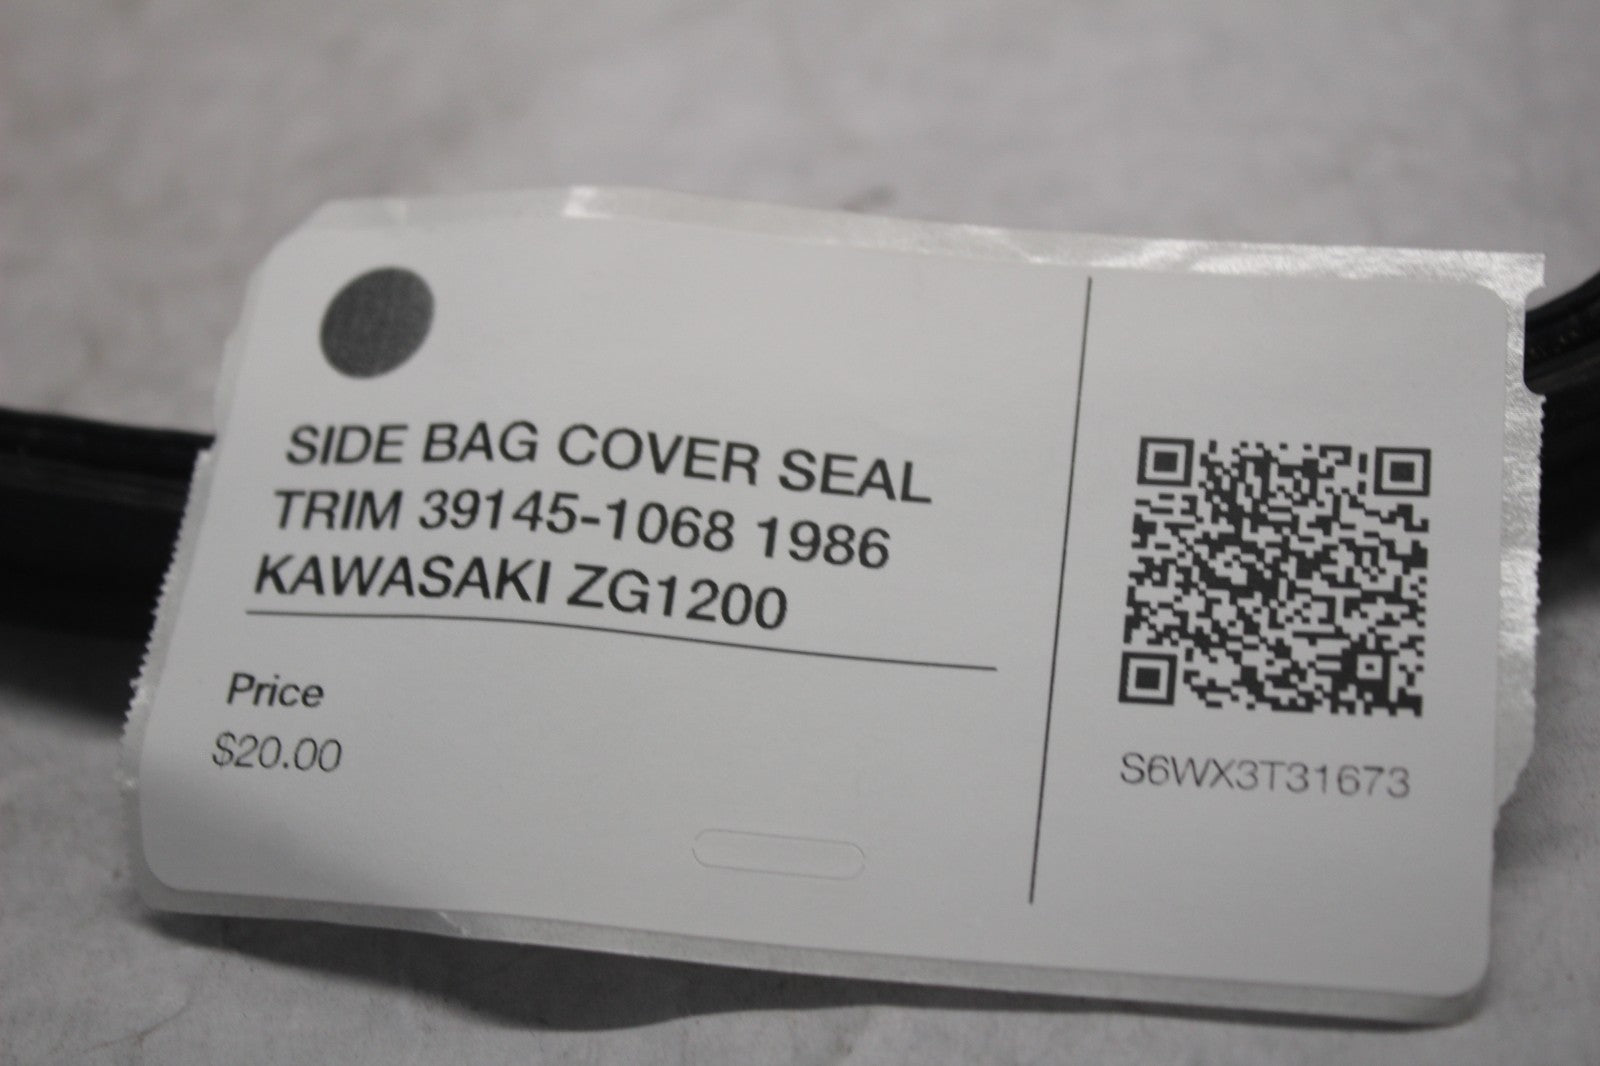 SIDE BAG COVER SEAL
TRIM 39145-1068 1986
KAWASAKI ZG1200
Price
$20.00
S6WX3T31673